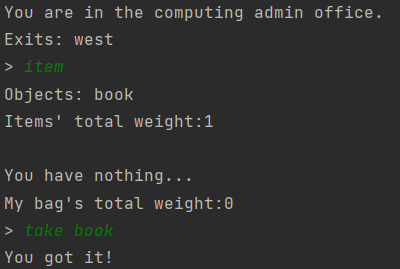 You are in the computing admin office.
Exits: west
> item
Objects: book
Items' total weight:1
You have nothing...
My bag's total weight:0
> take book
You got it!